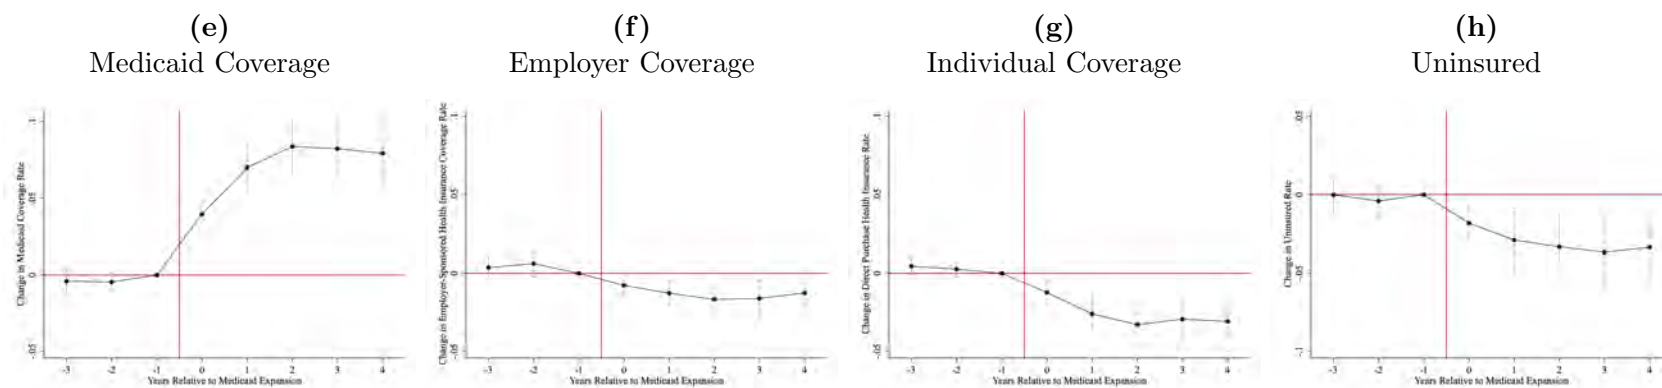 (e)
Medicaid Coverage
Change in Medicaid Coverage Rate
.1
.05
0
-.05
-3 -2 -1 0 1 2 3 4
Years Relative to Medicaid Expansion
(f)
Employer Coverage
Change in Employer-Sponsored Health Insurance Coverage Rate
.1
.05
0
-.05
-3 -2 -1 0 1 2 3 4
Years Relative to Medicaid Expansion
(g)
Individual Coverage
Change in Direct Purchase Health Insurance Rate
.1
.05
0
-.05
-3 -2 -1 0 1 2 3 4
Years Relative to Medicaid Expansion
(h)
Uninsured
Change in Uninsured Rate
.05
0
-.05
-.1
-3 -2 -1 0 1 2 3 4
Years Relative to Medicaid Expansion